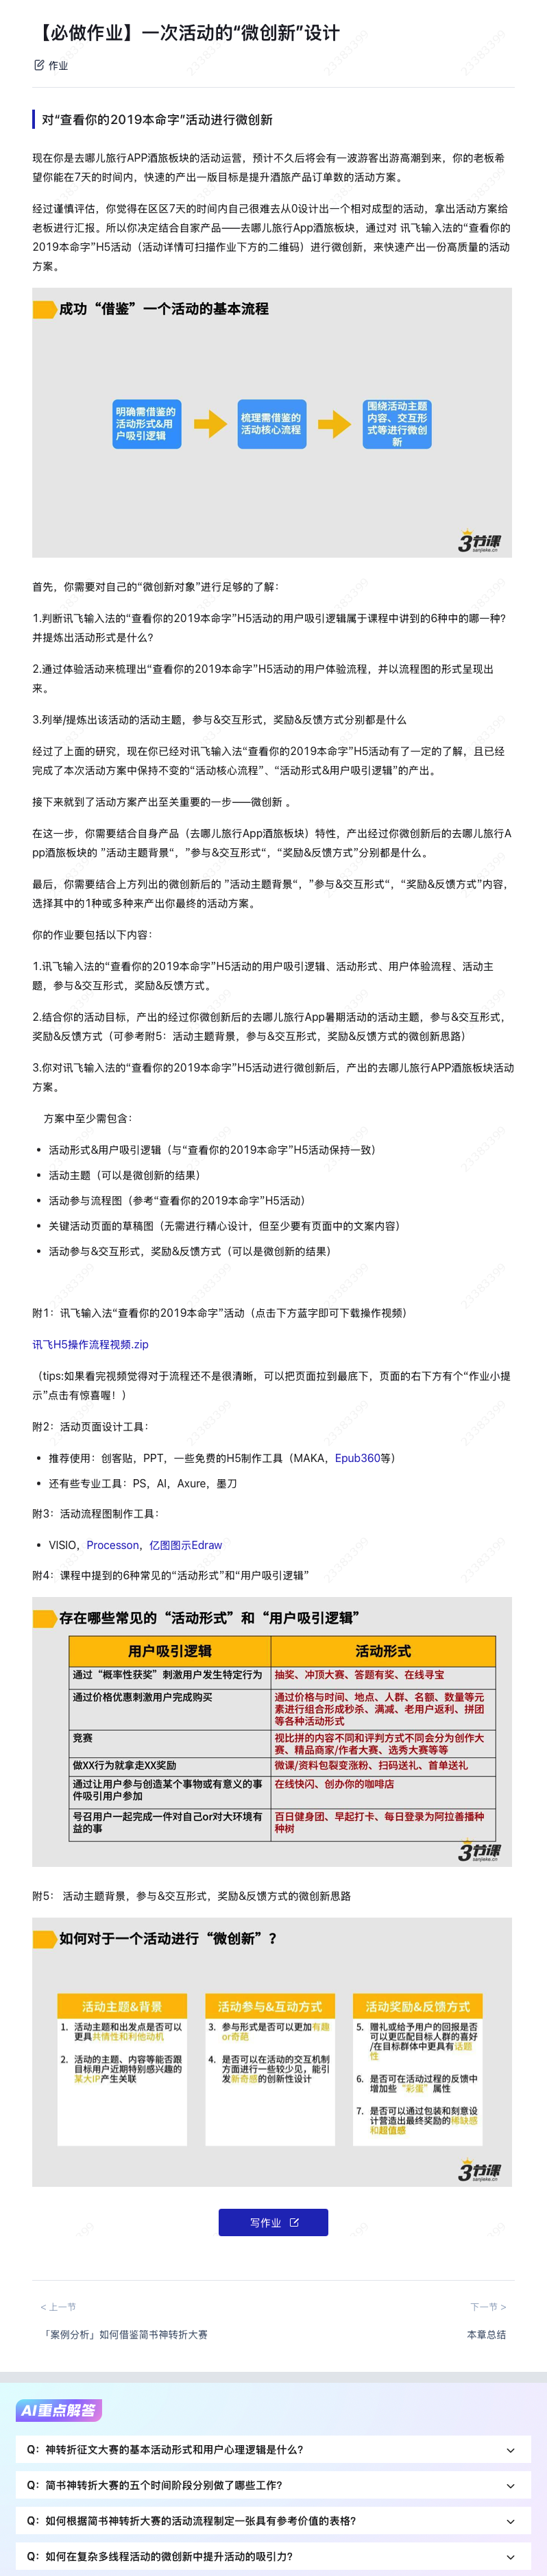 【必做作业】一次活动的“微创新”设计
作业
对“查看你的2019本命字”活动进行微创新
现在你是去哪儿旅行APP酒旅板块的活动运营，预计不久后将会有一波游客出游高潮到来，你的老板希
望你能在7天的时间内，快速的产出一版目标是提升酒旅产品订单数的活动方案。
经过谨慎评估，你觉得在区区7天的时间内自己很难去从0设计出一个相对成型的活动，拿出活动方案给
老板进行汇报。所以你决定结合自家产品——去哪儿旅行App酒旅板块，通过对 讯飞输入法的“查看你的
2019本命字”H5活动（活动详情可扫描作业下方的二维码）进行微创新，来快速产出一份高质量的活动
方案。
成功“借鉴”一个活动的基本流程
明确需借鉴的
活动形式&用
户吸引逻辑
梳理需借鉴的
活动核心流程
围绕活动主题
内容、交互形
式等进行微创
新
3节课
sanjieke.cn
首先，你需要对自己的“微创新对象”进行足够的了解：
1.判断讯飞输入法的“查看你的2019本命字”H5活动的用户吸引逻辑属于课程中讲到的6种中的哪一种？
并提炼出活动形式是什么？
2.通过体验活动来梳理出“查看你的2019本命字”H5活动的用户体验流程，并以流程图的形式呈现出
来。
3.列举/提炼出该活动的活动主题，参与&交互形式，奖励&反馈方式分别都是什么
经过了上面的研究，现在你已经对讯飞输入法“查看你的2019本命字”H5活动有了一定的了解，且已经
完成了本次活动方案中保持不变的“活动核心流程”、“活动形式&用户吸引逻辑”的产出。
接下来就到了活动方案产出至关重要的一步——微创新 。
在这一步，你需要结合自身产品（去哪儿旅行App酒旅板块）特性，产出经过你微创新后的去哪儿旅行A
pp酒旅板块的 ”活动主题背景“，”参与&交互形式“，“奖励&反馈方式”分别都是什么。
最后，你需要结合上方列出的微创新后的 ”活动主题背景“，”参与&交互形式“，“奖励&反馈方式”内容，
选择其中的1种或多种来产出你最终的活动方案。
你的作业要包括以下内容：
1.讯飞输入法的“查看你的2019本命字”H5活动的用户吸引逻辑、活动形式、用户体验流程、活动主
题，参与&交互形式，奖励&反馈方式。
2.结合你的活动目标，产出的经过你微创新后的去哪儿旅行App暑期活动的活动主题，参与&交互形式，
奖励&反馈方式（可参考附5：活动主题背景，参与&交互形式，奖励&反馈方式的微创新思路）
3.你对讯飞输入法的“查看你的2019本命字”H5活动进行微创新后，产出的去哪儿旅行APP酒旅板块活动
方案。
方案中至少需包含：
• 活动形式&用户吸引逻辑（与“查看你的2019本命字”H5活动保持一致）
• 活动主题（可以是微创新的结果）
• 活动参与流程图（参考“查看你的2019本命字”H5活动）
• 关键活动页面的草稿图（无需进行精心设计，但至少要有页面中的文案内容）
• 活动参与&交互形式，奖励&反馈方式（可以是微创新的结果）
附1：讯飞输入法“查看你的2019本命字”活动（点击下方蓝字即可下载操作视频）
讯飞H5操作流程视频.zip
（tips:如果看完视频觉得对于流程还不是很清晰，可以把页面拉到最底下，页面的右下方有个“作业小提
示”点击有惊喜喔！）
附2：活动页面设计工具：
• 推荐使用：创客贴，PPT，一些免费的H5制作工具（MAKA，Epub360等）
• 还有些专业工具：PS，AI，Axure，墨刀
附3：活动流程图制作工具：
• VISIO，Processon，亿图图示Edraw
附4：课程中提到的6种常见的“活动形式”和“用户吸引逻辑”
存在哪些常见的“活动形式”和“用户吸引逻辑”
用户吸引逻辑 活动形式
通过“概率性获奖”刺激用户发生特定行为 抽奖、冲顶大赛、答题有奖、在线寻宝
通过价格优惠刺激用户完成购买 通过价格与时间、地点、人群、名额、数量等元
素进行组合形成秒杀、满减、老用户返利、拼团
等各种活动形式
竞赛 视比拼的内容不同和评判方式不同会分为创作大
赛、精品商家/作者大赛、选秀大赛等等
做XX行为就拿走XX奖励 微课/资料包裂变涨粉、扫码送礼、首单送礼
通过让用户参与创造某个事物或有意义的事
件吸引用户参加
在线快闪、创办你的咖啡店
号召用户一起完成一件对自己or对大环境有
益的事
百日健身团、早起打卡、每日登录为阿拉善播种
种树
3节课
sanjieke.cn
附5： 活动主题背景，参与&交互形式，奖励&反馈方式的微创新思路
如何对于一个活动进行“微创新”？
活动主题&背景
1. 活动主题和出发点是否可以
更具共情性和利他动机
2. 活动的主题、内容等能否跟
目标用户近期特别感兴趣的
某大IP产生关联
活动参与&互动方式
3. 参与形式是否可以更加有趣
or奇葩
4. 是否可以在活动的交互机制
方面进行一些较少见，能引
发新奇感的创新性设计
活动奖励&反馈方式
5. 赠礼或给予用户的回报是否
可以更匹配目标人群的喜好
/在目标群体中更具有话题
性
6. 是否可在活动过程的反馈中
增加些“彩蛋”属性
7. 是否可以通过包装和刻意设
计营造出最终奖励的稀缺感
和超值感
3节课
sanjieke.cn
写作业
< 上一节
下一节 >
「案例分析」如何借鉴简书神转折大赛
本章总结
AI重点解答
Q：神转折征文大赛的基本活动形式和用户心理逻辑是什么？
Q：简书神转折大赛的五个时间阶段分别做了哪些工作？
Q：如何根据简书神转折大赛的活动流程制定一张具有参考价值的表格？
Q：如何在复杂多线程活动的微创新中提升活动的吸引力？